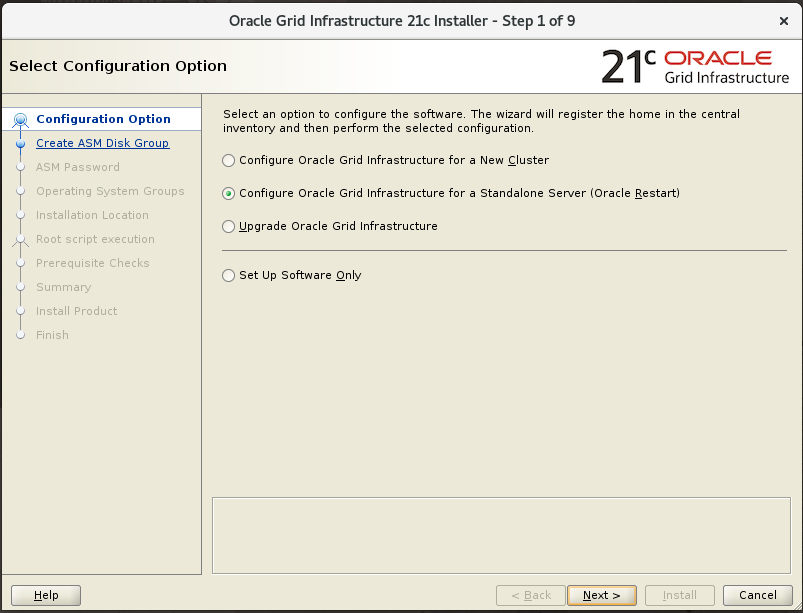 Oracle Grid Infrastructure 21c Installer - Step 1 of 9
Select Configuration Option
21c ORACLE
Grid Infrastructure
Configuration Option
Create ASM Disk Group
ASM Password
Operating System Groups
Installation Location
Root script execution
Prerequisite Checks
Summary
Install Product
Finish
Select an option to configure the software. The wizard will register the home in the central
inventory and then perform the selected configuration.
Configure Oracle Grid Infrastructure for a New Cluster
Configure Oracle Grid Infrastructure for a Standalone Server (Oracle Restart)
Upgrade Oracle Grid Infrastructure
Set Up Software Only
Help
< Back
Next >
Install
Cancel